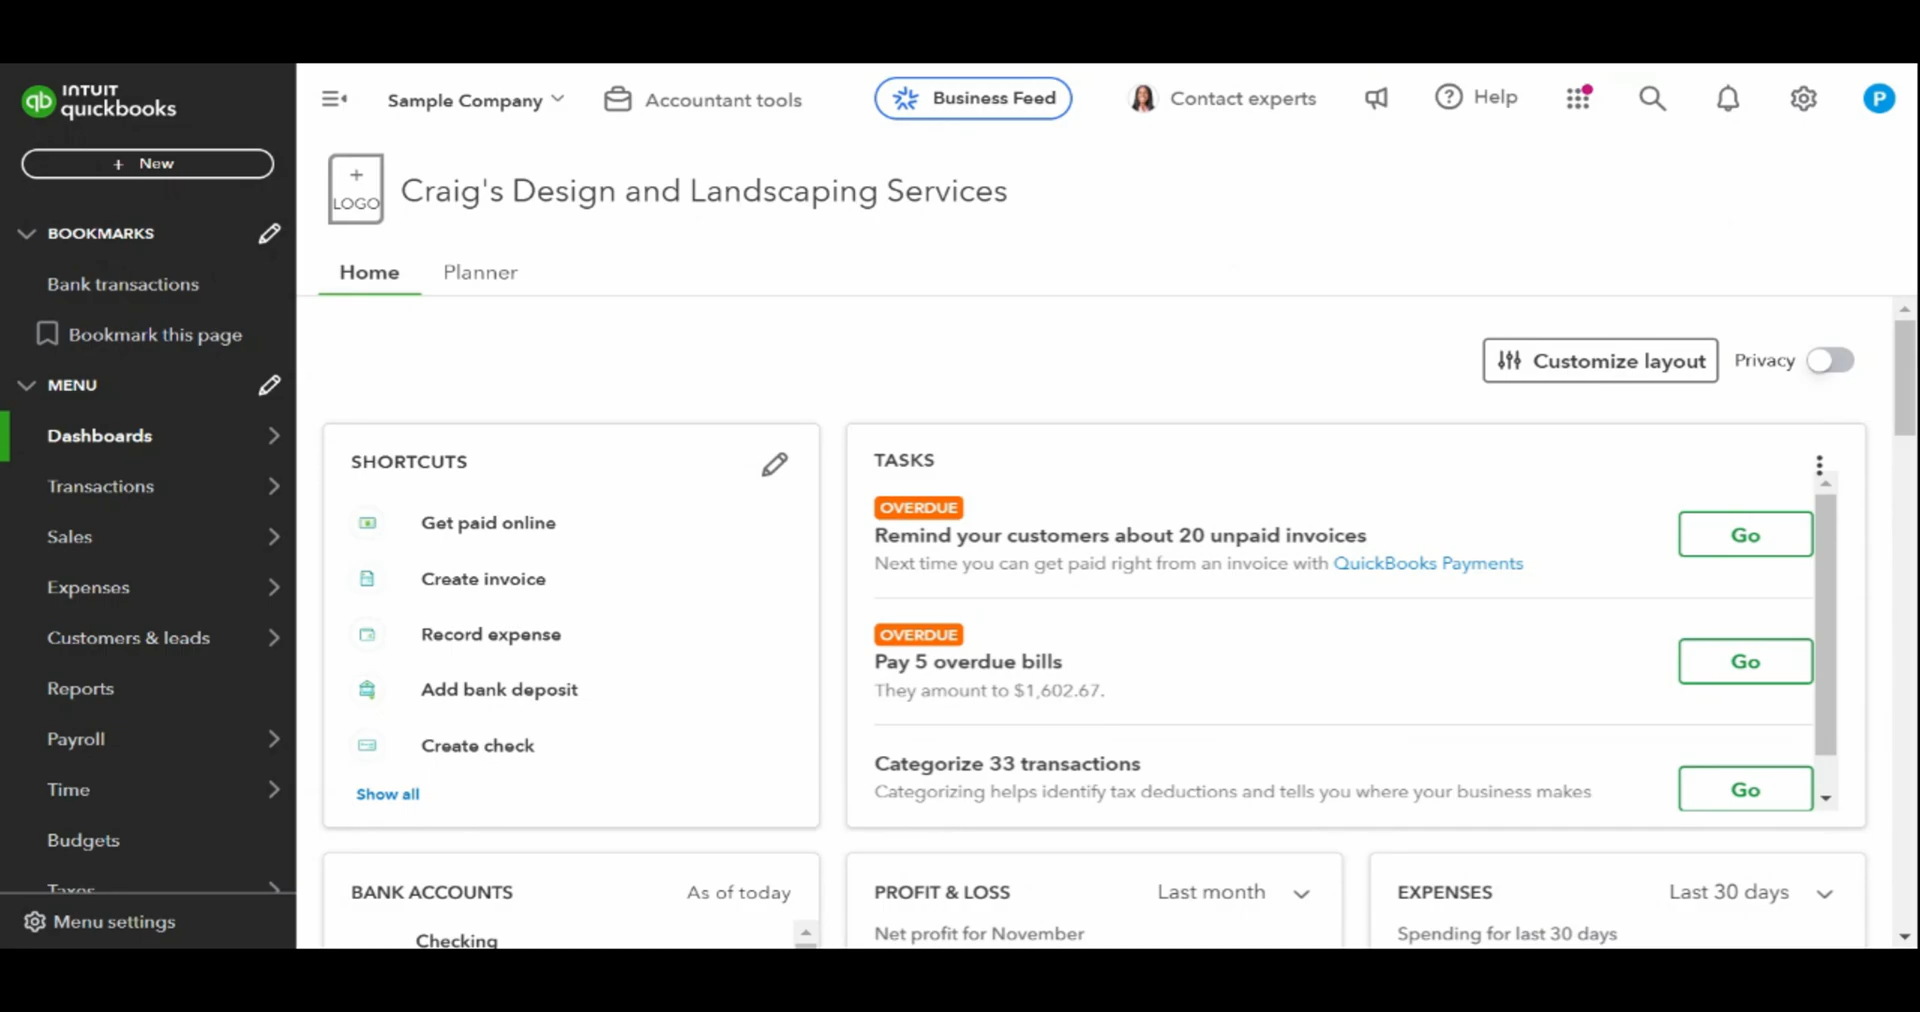 INTUIT
quickbooks
qb
+ New
BOOKMARKS
Bank transactions
Bookmark this page
MENU
Dashboards
Transactions
Sales
Expenses
Customers & leads
Reports
Payroll
Time
Budgets
Taxes
Menu settings
Sample Company
Accountant tools
Business Feed
Contact experts
Help
P
+
LOGO
Craig's Design and Landscaping Services
Home
Planner
Customize layout
Privacy
SHORTCUTS
Get paid online
Create invoice
Record expense
Add bank deposit
Create check
Show all
TASKS
OVERDUE
Remind your customers about 20 unpaid invoices
Next time you can get paid right from an invoice with QuickBooks Payments
Go
OVERDUE
Pay 5 overdue bills
They amount to $1,602.67.
Go
Categorize 33 transactions
Categorizing helps identify tax deductions and tells you where your business makes
Go
BANK ACCOUNTS
As of today
Checking
PROFIT & LOSS
Last month
Net profit for November
EXPENSES
Last 30 days
Spending for last 30 days